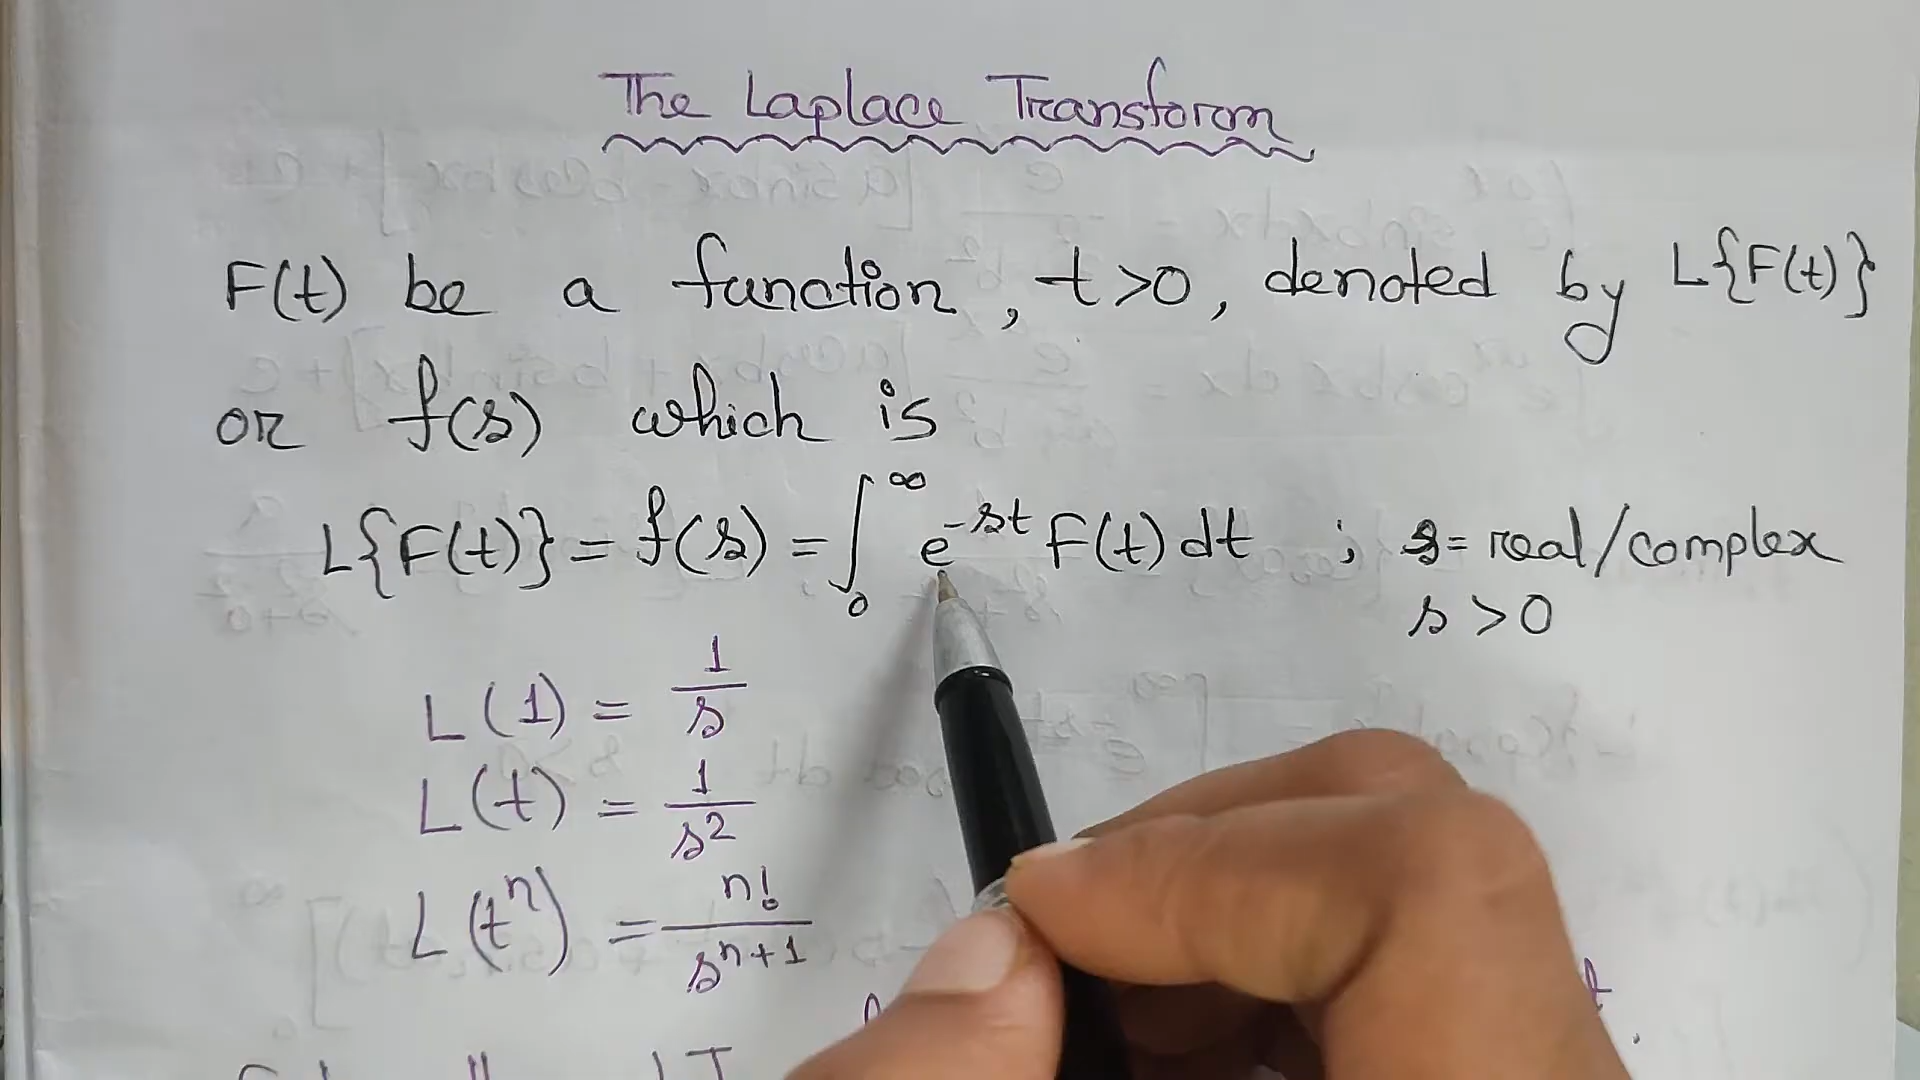 The Laplace Transform
F(t) be a function, t>0, denoted by L{F(t)}
or f(s) which is
L{F(t)} = f(s) = ∫₀^∞ e^-st F(t) dt ; s = real/complex
s > 0
L(1) = 1/s
L(t) = 1/s²
L(tⁿ) = n!/s^n+1